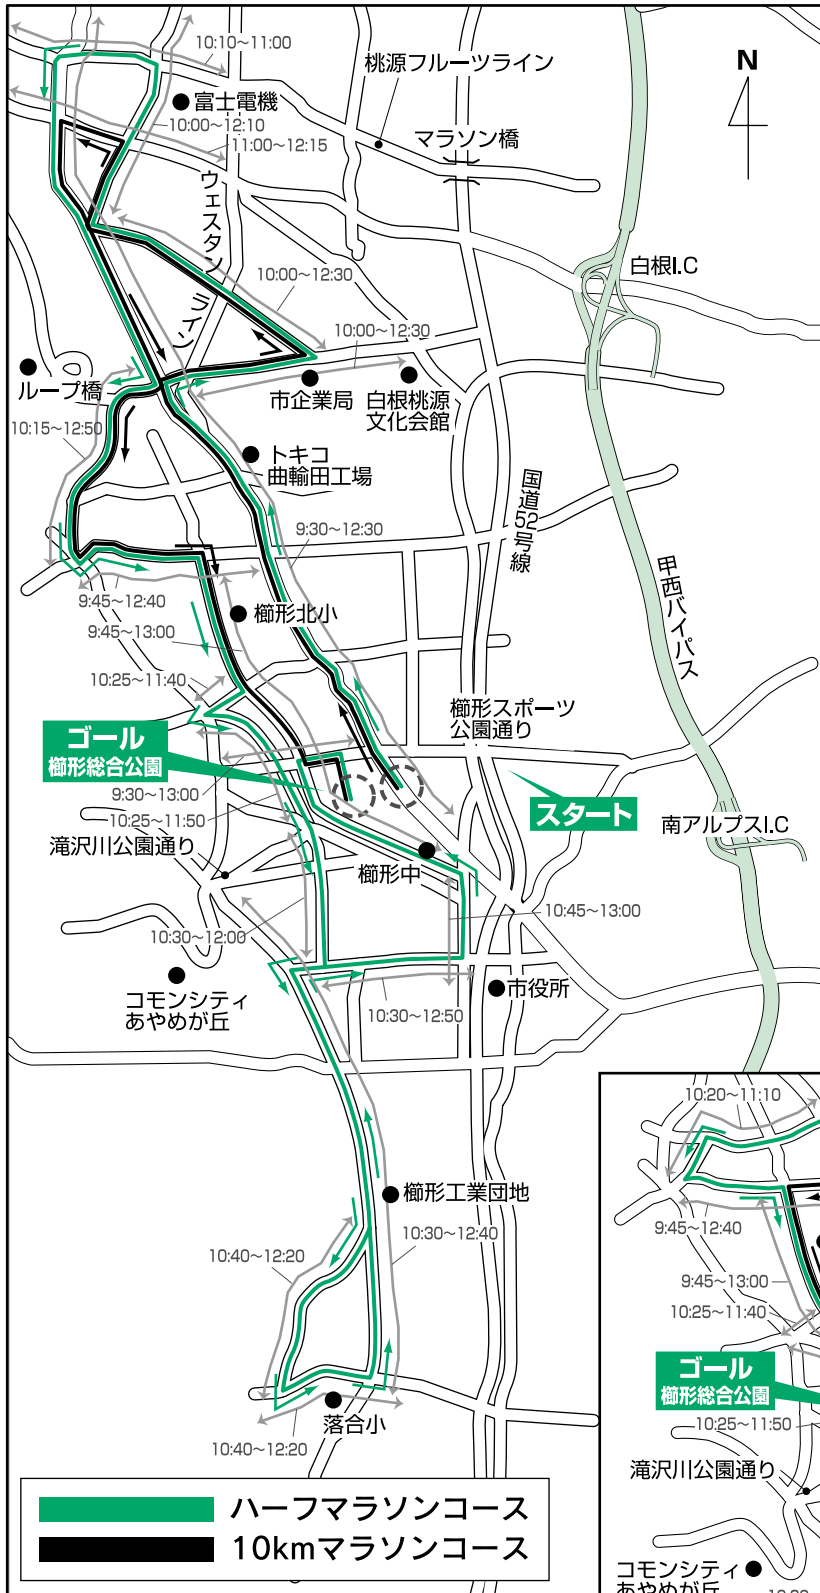 10:10～11:00
桃源フルーツライン
N
富士電機
10:00～12:10
11:00～12:15
マラソン橋
ウェスタンライン
白根I.C
10:00～12:30
10:00～12:30
ループ橋
市企業局
白根桃源
文化会館
10:15～12:50
トキコ
曲輪田工場
国道52号線
9:30～12:30
甲西バイパス
9:45～12:40
櫛形北小
9:45～13:00
10:25～11:40
櫛形スポーツ
公園通り
ゴール
櫛形総合公園
9:30～13:00
スタート
10:25～11:50
南アルプスI.C
滝沢川公園通り
櫛形中
10:45～13:00
10:30～12:00
コモンシティ
あやめが丘
市役所
10:30～12:50
櫛形工業団地
10:30～12:40
10:40～12:20
落合小
10:40～12:20
ハーフマラソンコース
10kmマラソンコース
10:20～11:10
9:45～12:40
9:45～13:00
10:25～11:40
ゴール
櫛形総合公園
10:25～11:50
滝沢川公園通り
コモンシティ
あやめが丘